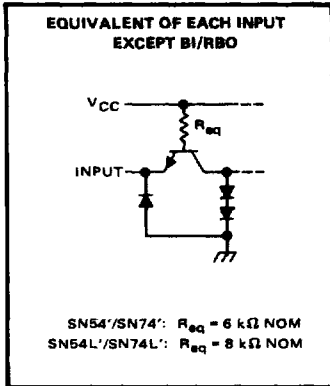 EQUIVALENT OF EACH INPUT
EXCEPT BI/RBO
VCC
Req
INPUT
SN54'/SN74': Req = 6 kΩ NOM
SN54L'/SN74L': Req = 8 kΩ NOM